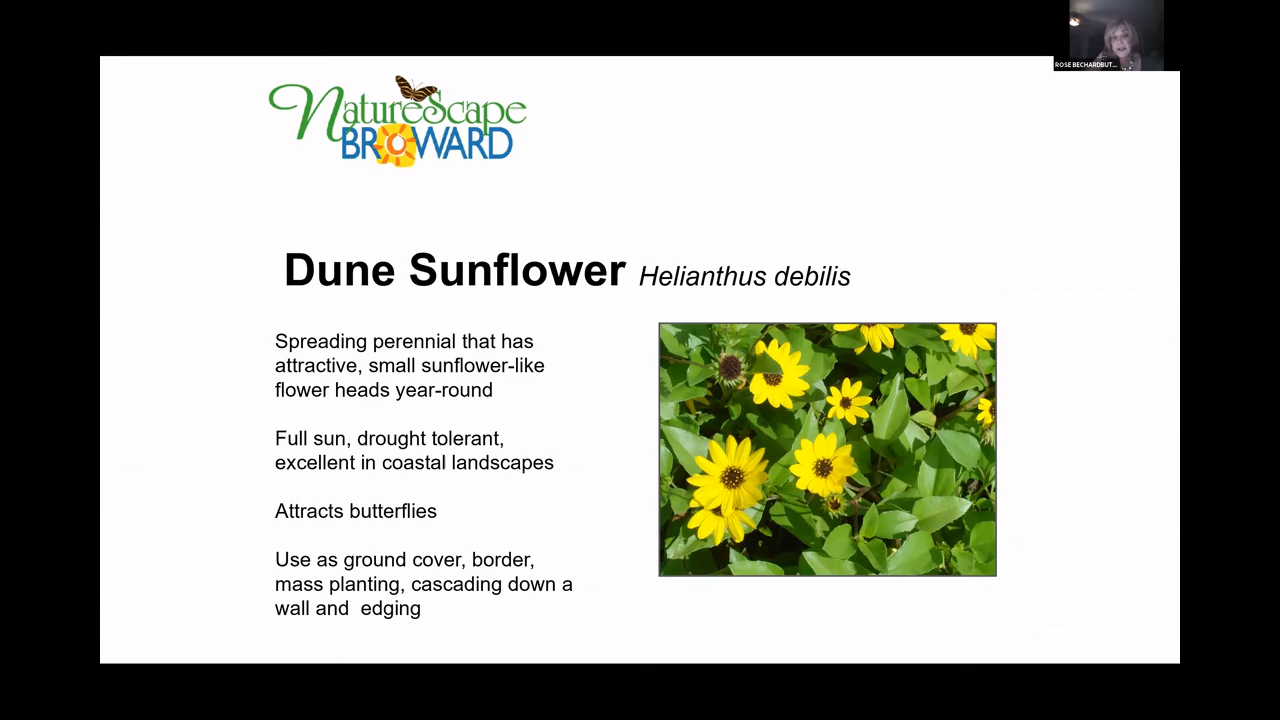 ROSE BECHARDBUT...
NatureScape
BROWARD
Dune Sunflower Helianthus debilis
Spreading perennial that has
attractive, small sunflower-like
flower heads year-round
Full sun, drought tolerant,
excellent in coastal landscapes
Attracts butterflies
Use as ground cover, border,
mass planting, cascading down a
wall and  edging